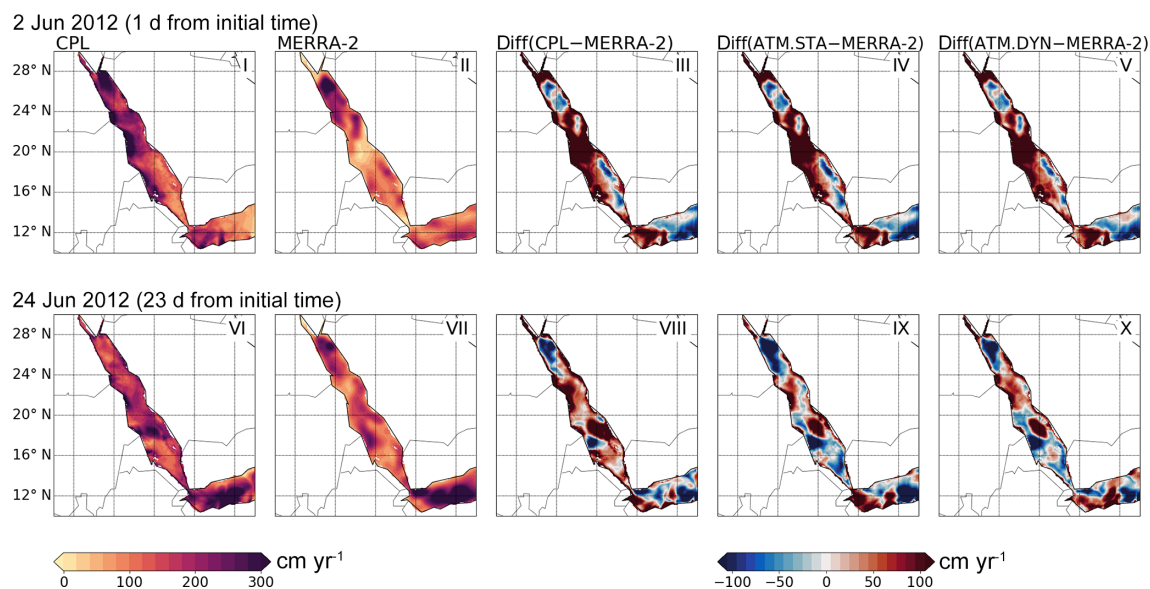 2 Jun 2012 (1 d from initial time)
CPL MERRA-2 Diff(CPL−MERRA-2) Diff(ATM.STA−MERRA-2) Diff(ATM.DYN−MERRA-2)
I II III IV V
28° N
24° N
20° N
16° N
12° N
24 Jun 2012 (23 d from initial time)
VI VII VIII IX X
28° N
24° N
20° N
16° N
12° N
0 100 200 300 cm yr⁻¹
−100 −50 0 50 100 cm yr⁻¹